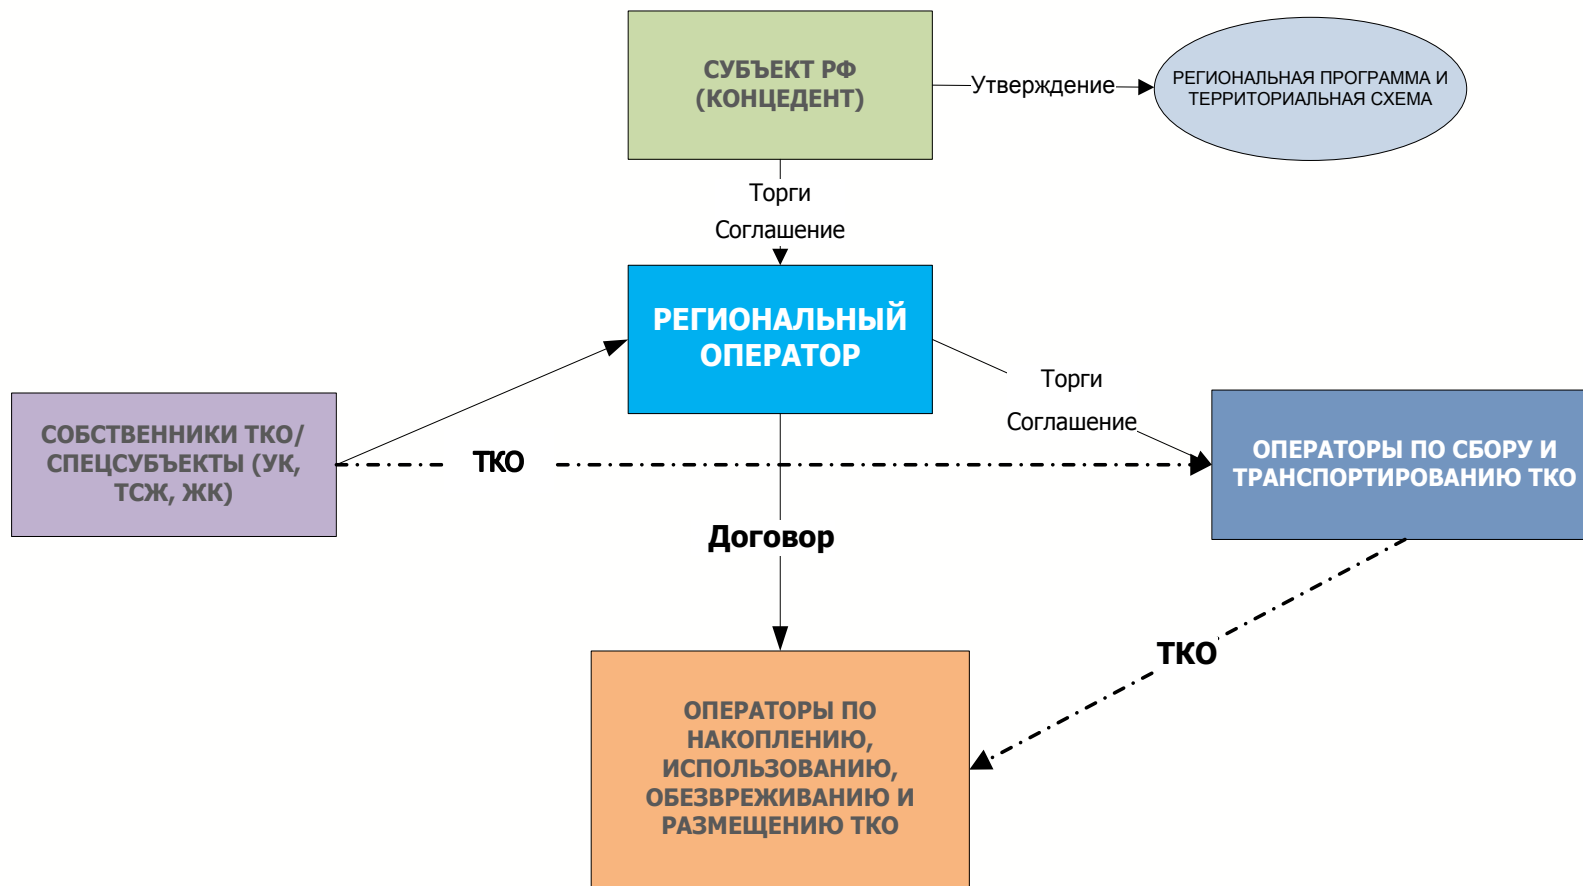 СУБЪЕКТ РФ
(КОНЦЕДЕНТ)
Утверждение
РЕГИОНАЛЬНАЯ ПРОГРАММА И
ТЕРРИТОРИАЛЬНАЯ СХЕМА
Торги
Соглашение
РЕГИОНАЛЬНЫЙ
ОПЕРАТОР
Торги
Соглашение
СОБСТВЕННИКИ ТКО/
СПЕЦСУБЪЕКТЫ (УК,
ТСЖ, ЖК)
ТКО
ОПЕРАТОРЫ ПО СБОРУ И
ТРАНСПОРТИРОВАНИЮ ТКО
Договор
ТКО
ОПЕРАТОРЫ ПО
НАКОПЛЕНИЮ,
ИСПОЛЬЗОВАНИЮ,
ОБЕЗВРЕЖИВАНИЮ И
РАЗМЕЩЕНИЮ ТКО